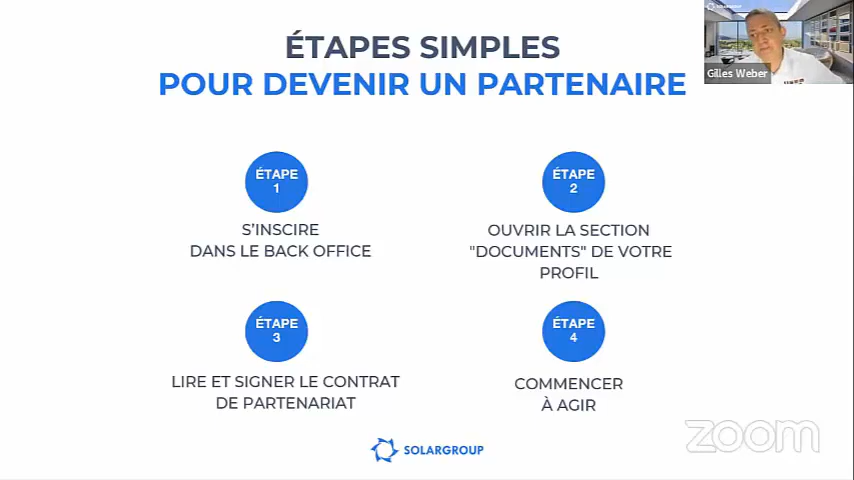 ÉTAPES SIMPLES
POUR DEVENIR UN PARTENAIRE
SOLARGROUP
Gilles Weber
ÉTAPE
1
S'INSCIRE
DANS LE BACK OFFICE
ÉTAPE
2
OUVRIR LA SECTION
"DOCUMENTS" DE VOTRE
PROFIL
ÉTAPE
3
LIRE ET SIGNER LE CONTRAT
DE PARTENARIAT
ÉTAPE
4
COMMENCER
À AGIR
SOLARGROUP
zoom